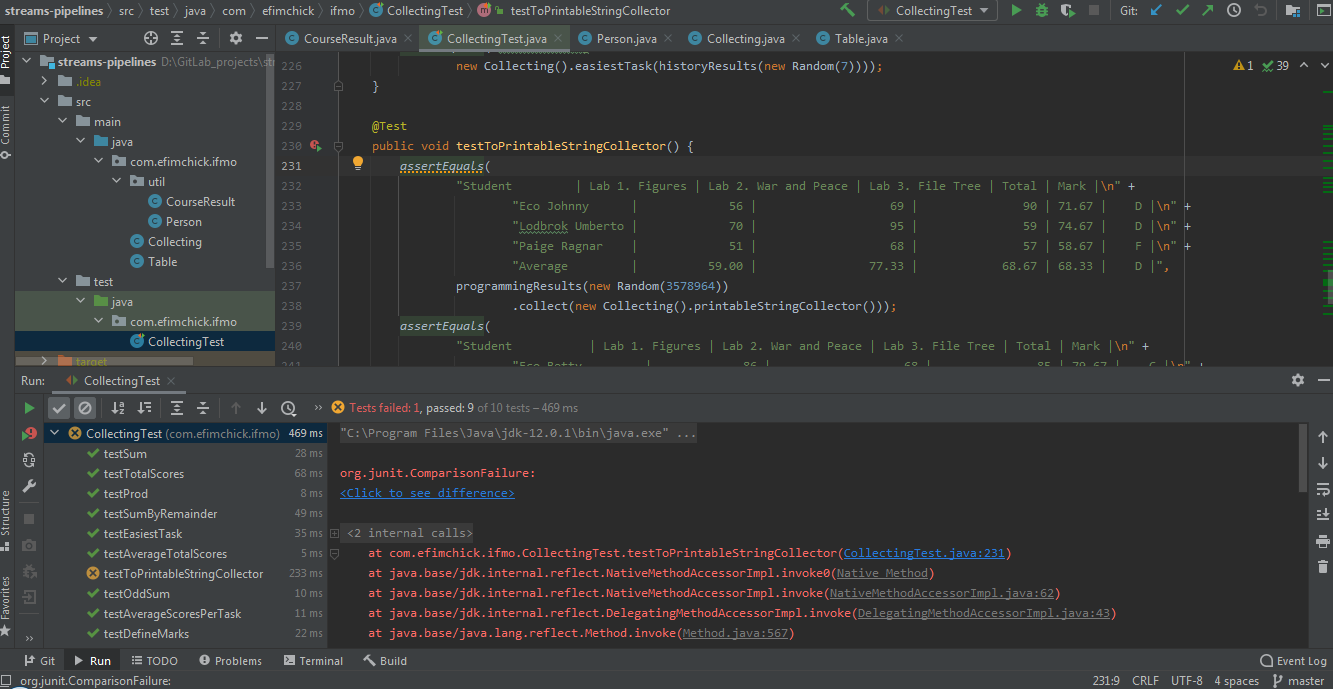 streams-pipelines src test java com efimchick ifmo CollectingTest testToPrintableStringCollector CollectingTest Git:
Project CourseResult.java CollectingTest.java Person.java Collecting.java Table.java
streams-pipelines D:\GitLab_projects\str
.idea
src
main
java
com.efimchick.ifmo
util
CourseResult
Person
Collecting
Table
test
java
com.efimchick.ifmo
CollectingTest
target
Project
Commit
Structure
Favorites
1 39
226 new Collecting().easiestTask(historyResults(new Random(7))));
227 }
228
229 @Test
230 public void testToPrintableStringCollector() {
231 assertEquals(
232 "Student         | Lab 1. Figures | Lab 2. War and Peace | Lab 3. File Tree | Total | Mark |\n" +
233 "Eco Johnny      |             56 |                   69 |               90 | 71.67 |    D |\n" +
234 "Lodbrok Umberto |             70 |                   95 |               59 | 74.67 |    D |\n" +
235 "Paige Ragnar    |             51 |                   68 |               57 | 58.67 |    F |\n" +
236 "Average         |          59.00 |                77.33 |            68.67 | 68.33 |    D |",
237 programmingResults(new Random(3578964))
238 .collect(new Collecting().printableStringCollector()));
239 assertEquals(
240 "Student           | Lab 1. Figures | Lab 2. War and Peace | Lab 3. File Tree | Total | Mark |\n" +
241 "Eco Betty         |             86 |                   68 |               85 | 79.67 |    C |\n" +
Run: CollectingTest
Tests failed: 1, passed: 9 of 10 tests – 469 ms
CollectingTest (com.efimchick.ifmo) 469 ms
testSum 28 ms
testTotalScores 68 ms
testProd 8 ms
testSumByRemainder 49 ms
testEasiestTask 35 ms
testAverageTotalScores 5 ms
testToPrintableStringCollector 233 ms
testOddSum 10 ms
testAverageScoresPerTask 11 ms
testDefineMarks 22 ms
"C:\Program Files\Java\jdk-12.0.1\bin\java.exe" ...
org.junit.ComparisonFailure:
<Click to see difference>
<2 internal calls>
at com.efimchick.ifmo.CollectingTest.testToPrintableStringCollector(CollectingTest.java:231)
at java.base/jdk.internal.reflect.NativeMethodAccessorImpl.invoke0(Native Method)
at java.base/jdk.internal.reflect.NativeMethodAccessorImpl.invoke(NativeMethodAccessorImpl.java:62)
at java.base/jdk.internal.reflect.DelegatingMethodAccessorImpl.invoke(DelegatingMethodAccessorImpl.java:43)
at java.base/java.lang.reflect.Method.invoke(Method.java:567)
Git Run TODO Problems Terminal Build Event Log
org.junit.ComparisonFailure: 231:9 CRLF UTF-8 4 spaces master